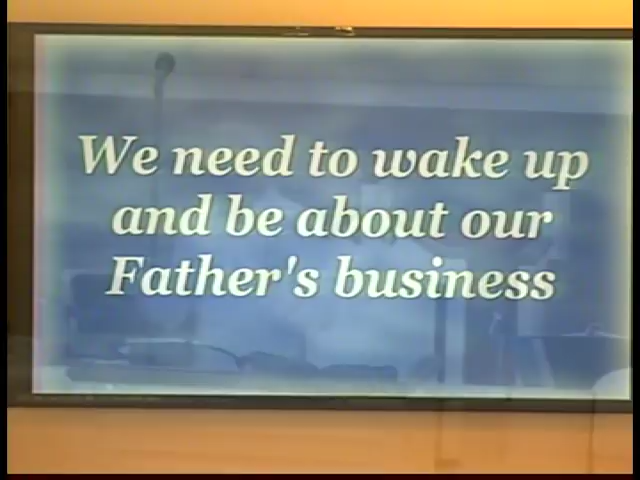 We need to wake up
and be about our
Father's business